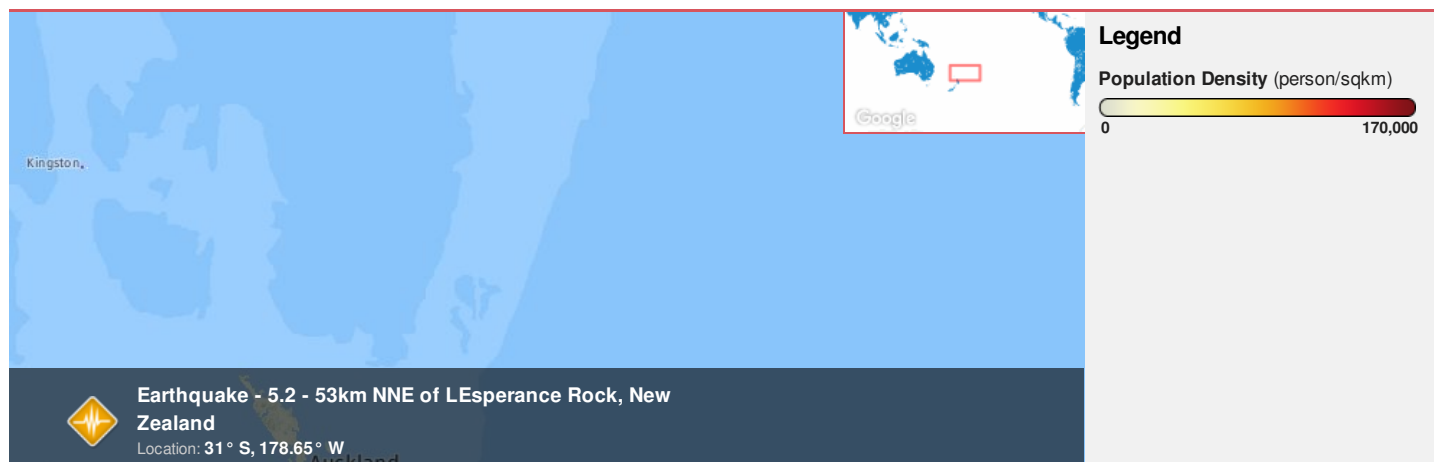 Kingston
Google
Legend
Population Density (person/sqkm)
0 170,000
Earthquake - 5.2 - 53km NNE of LEsperance Rock, New
Zealand
Location: 31° S, 178.65° W
Auckland